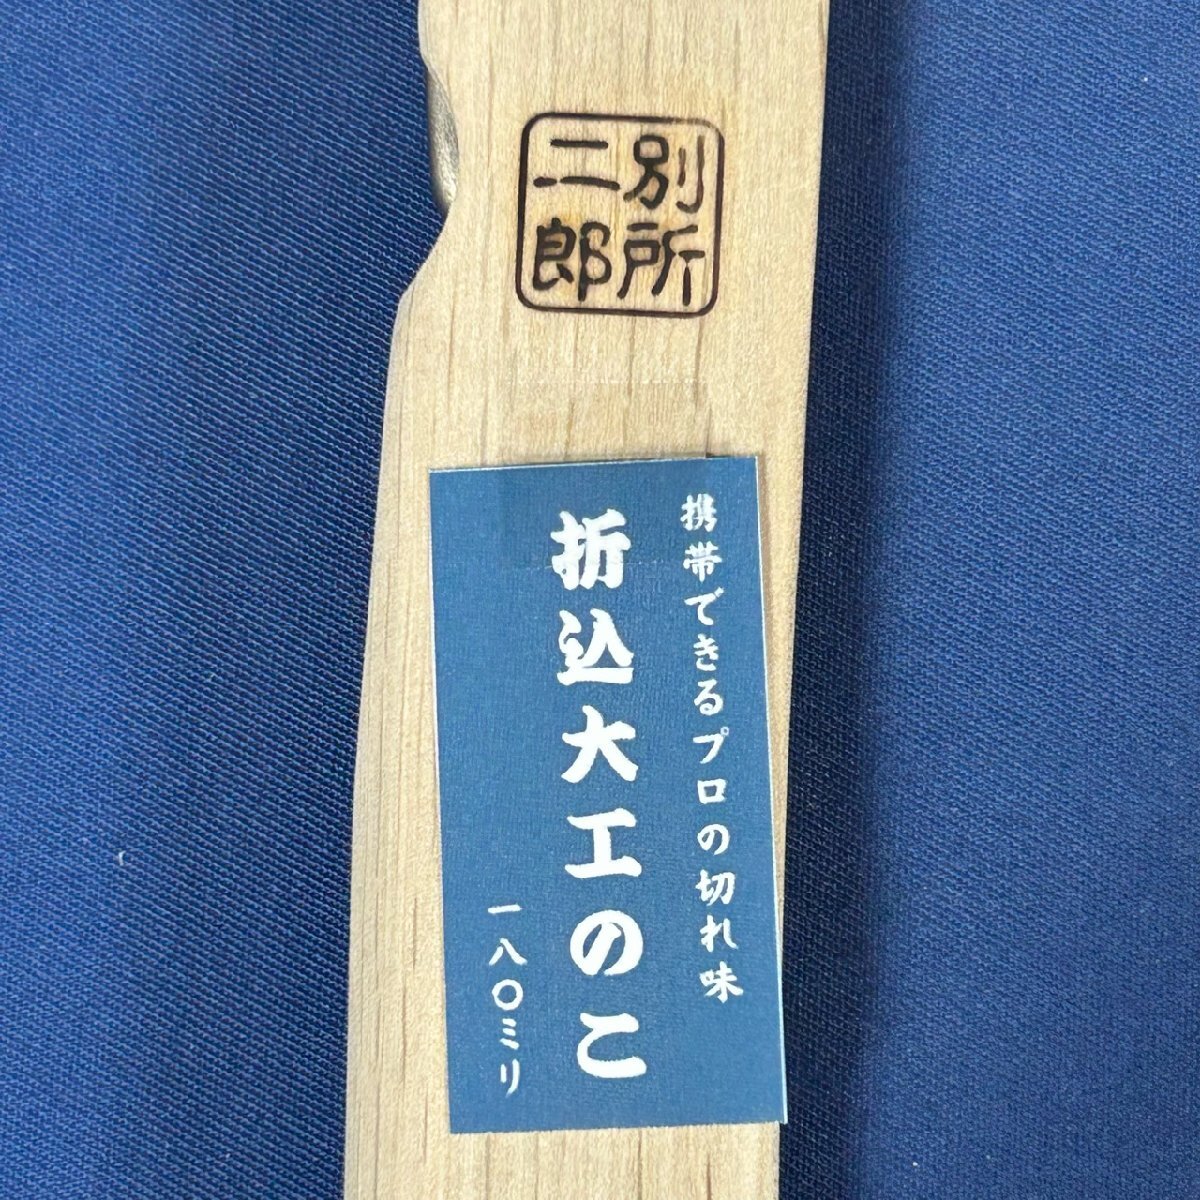 別所
二郎
携帯できるプロの切れ味
折込大工のこ
一八〇ミリ